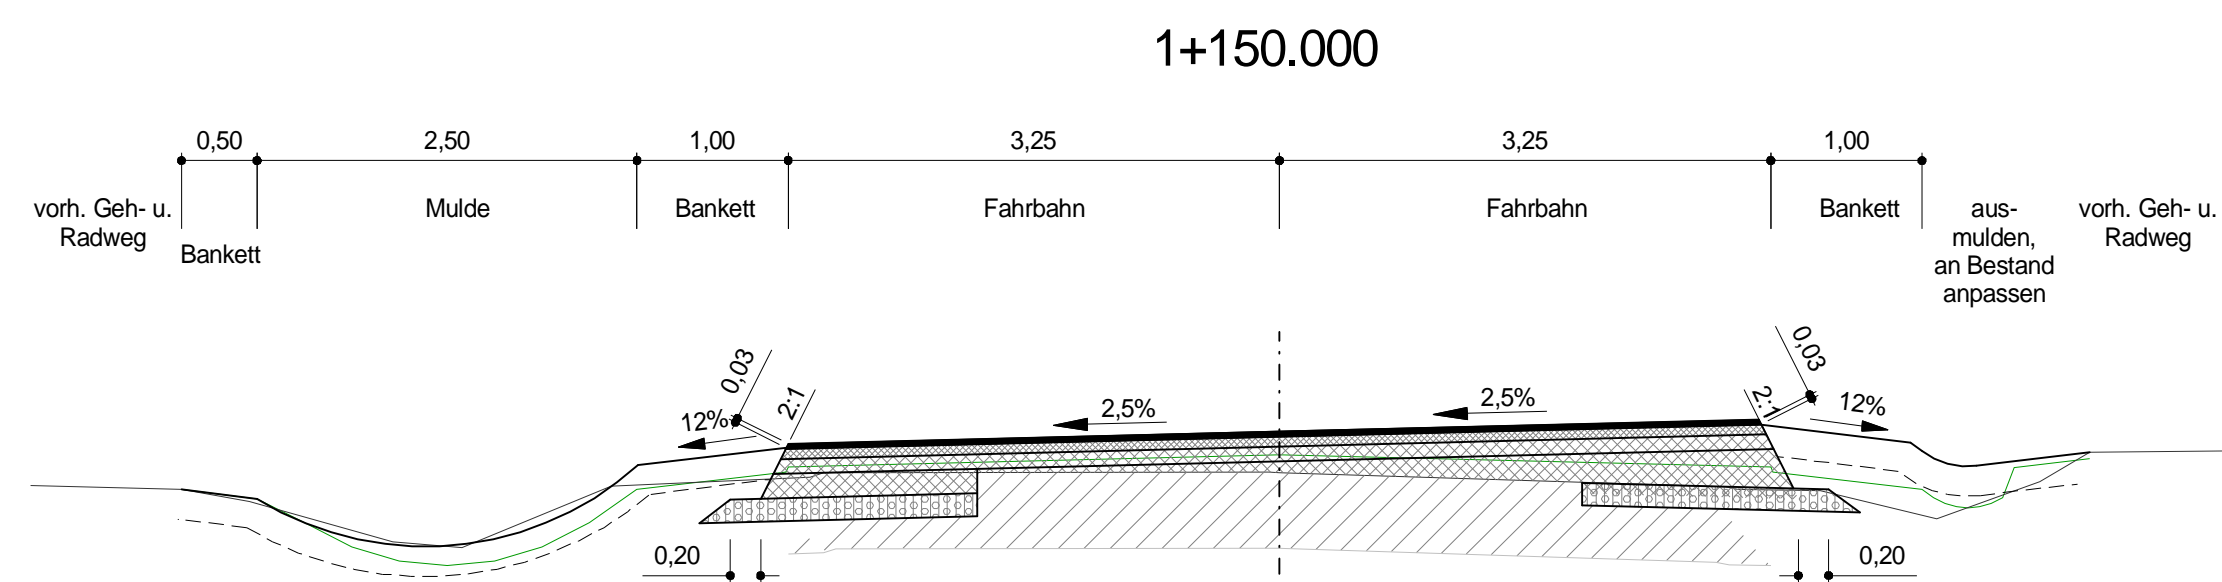 1+150.000
0,50 2,50 1,00 3,25 3,25 1,00
vorh. Geh- u.
Radweg
Bankett
Mulde
Bankett
Fahrbahn
Fahrbahn
Bankett
aus-
mulden,
an Bestand
anpassen
vorh. Geh- u.
Radweg
0,03
2:1
12%
2,5%
2,5%
0,03
2:1
12%
0,20
0,20